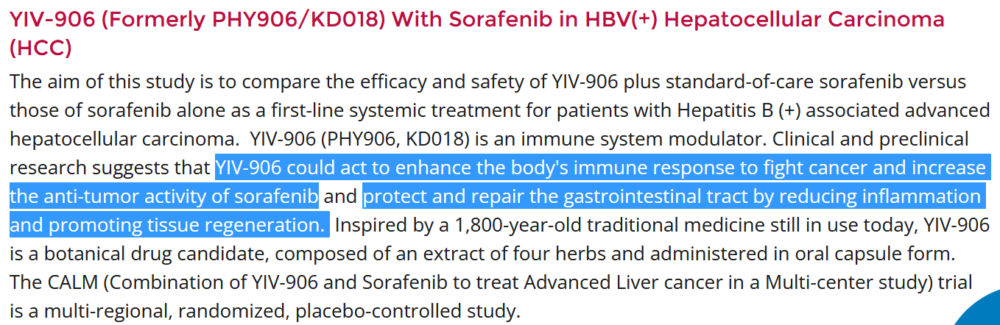 YIV-906 (Formerly PHY906/KD018) With Sorafenib in HBV(+) Hepatocellular Carcinoma
(HCC)
The aim of this study is to compare the efficacy and safety of YIV-906 plus standard-of-care sorafenib versus
those of sorafenib alone as a first-line systemic treatment for patients with Hepatitis B (+) associated advanced
hepatocellular carcinoma.  YIV-906 (PHY906, KD018) is an immune system modulator. Clinical and preclinical
research suggests that YIV-906 could act to enhance the body's immune response to fight cancer and increase
the anti-tumor activity of sorafenib and protect and repair the gastrointestinal tract by reducing inflammation
and promoting tissue regeneration.  Inspired by a 1,800-year-old traditional medicine still in use today, YIV-906
is a botanical drug candidate, composed of an extract of four herbs and administered in oral capsule form.
The CALM (Combination of YIV-906 and Sorafenib to treat Advanced Liver cancer in a Multi-center study) trial
is a multi-regional, randomized, placebo-controlled study.